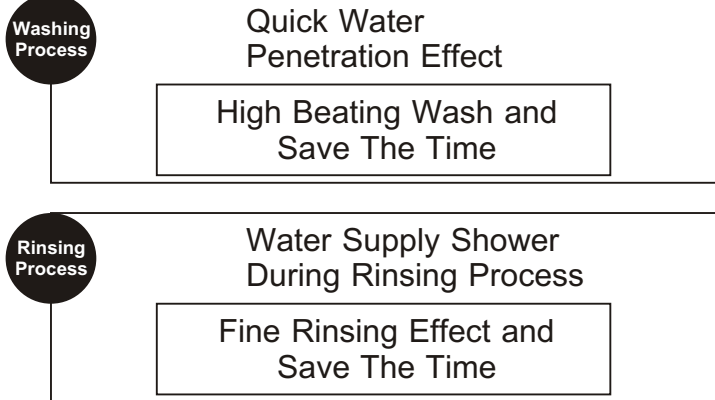 Washing
Process
Quick Water
Penetration Effect
High Beating Wash and
Save The Time
Rinsing
Process
Water Supply Shower
During Rinsing Process
Fine Rinsing Effect and
Save The Time